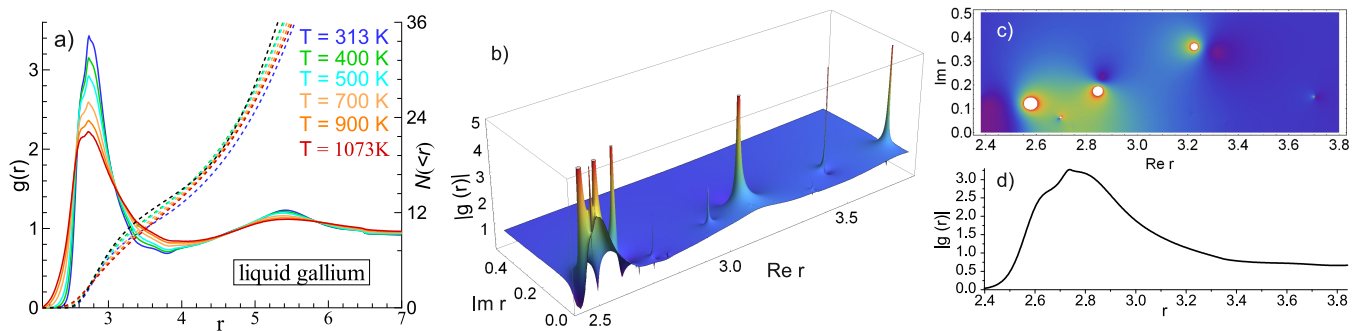 a)
T = 313 K
T = 400 K
T = 500 K
T = 700 K
T = 900 K
T = 1073K
liquid gallium
g(r)
0
1
2
3
r
3
4
5
6
7
N(<r)
0
12
24
36
b)
|g (r)|
5
4
3
2
1
Im r
0.4
0.2
0.0
Re r
2.5
3.0
3.5
c)
Im r
0.5
0.4
0.3
0.2
0.1
0.0
2.4 2.6 2.8 3.0 3.2 3.4 3.6 3.8
Re r
d)
|g (r)|
3.0
2.5
2.0
1.5
1.0
0.5
0.0
2.4 2.6 2.8 3.0 3.2 3.4 3.6 3.8
r